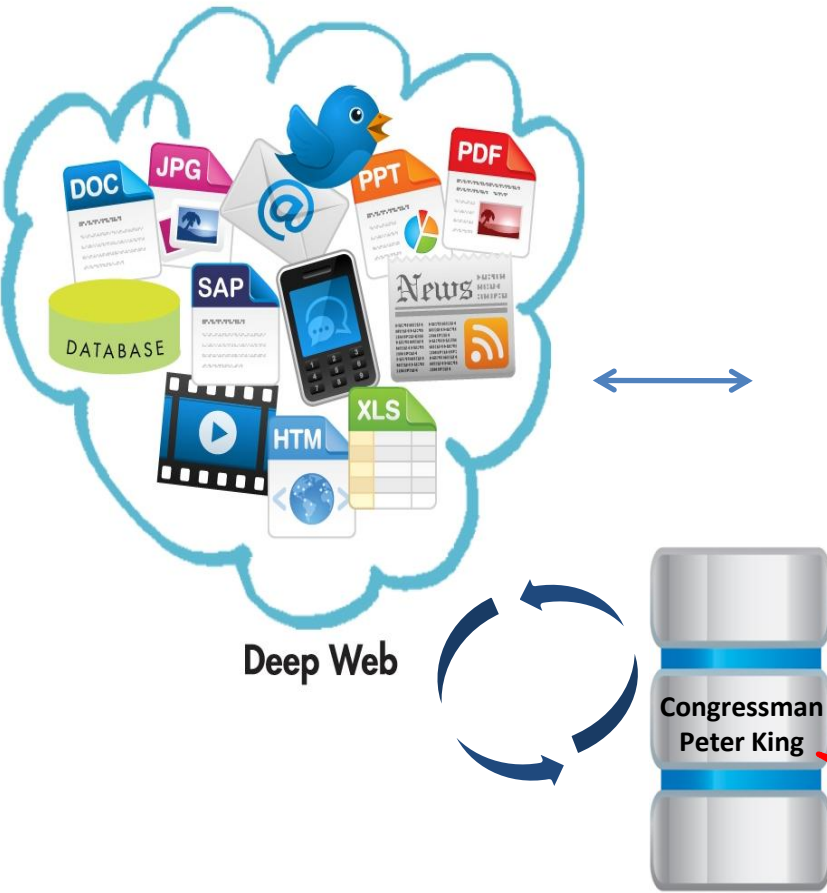 DOC
JPG
@
PPT
PDF
SAP
News
DATABASE
XLS
HTM
Deep Web
Congressman
Peter King